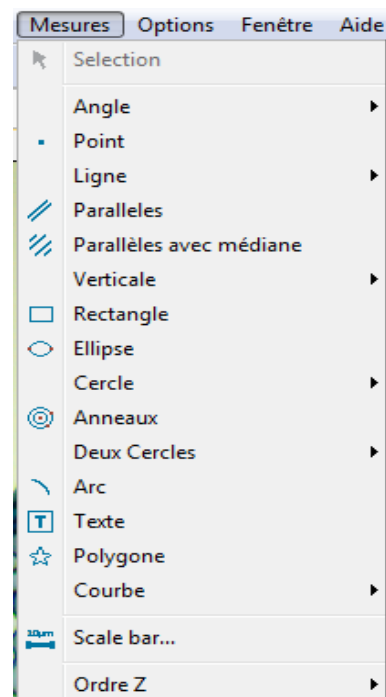 Mesures Options Fenêtre Aide
Selection
Angle
Point
Ligne
Paralleles
Parallèles avec médiane
Verticale
Rectangle
Ellipse
Cercle
Anneaux
Deux Cercles
Arc
T Texte
Polygone
Courbe
10µm Scale bar...
Ordre Z